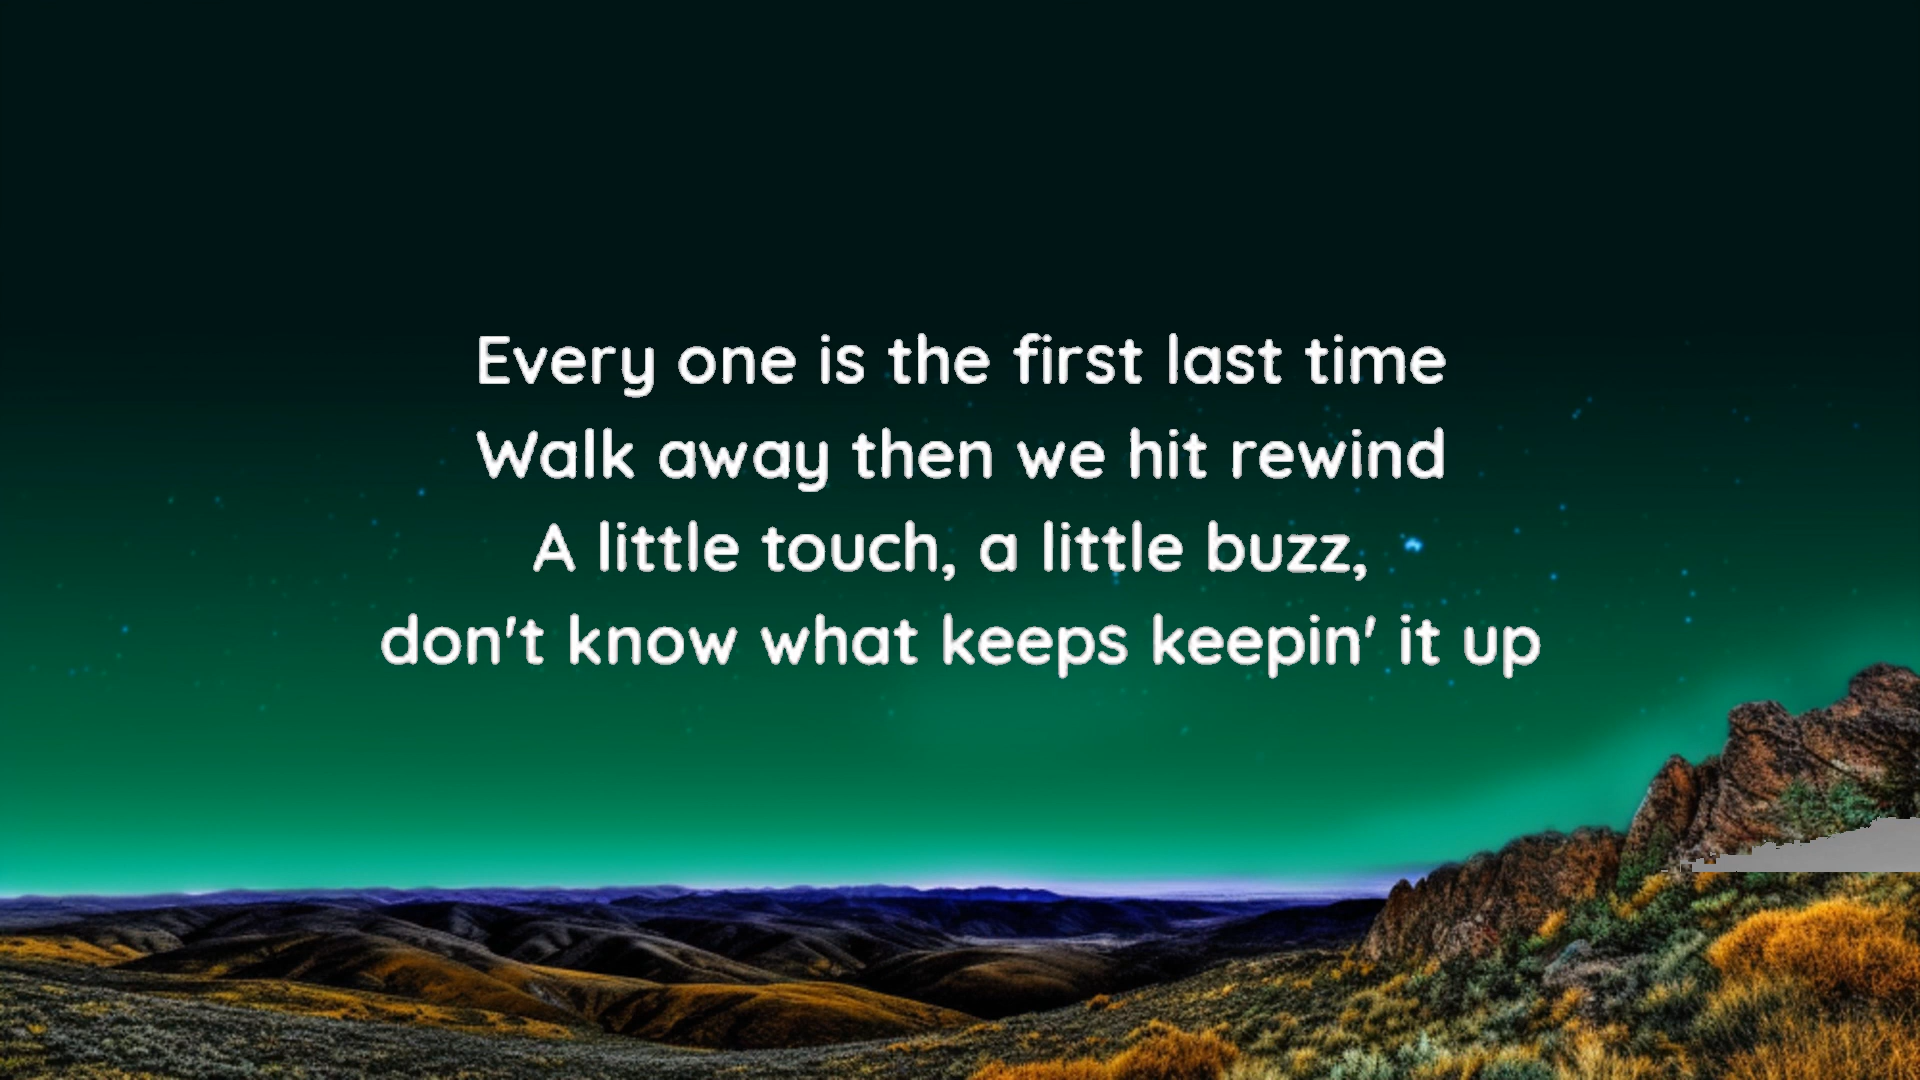 Every one is the first last time
Walk away then we hit rewind
A little touch, a little buzz,
don't know what keeps keepin' it up